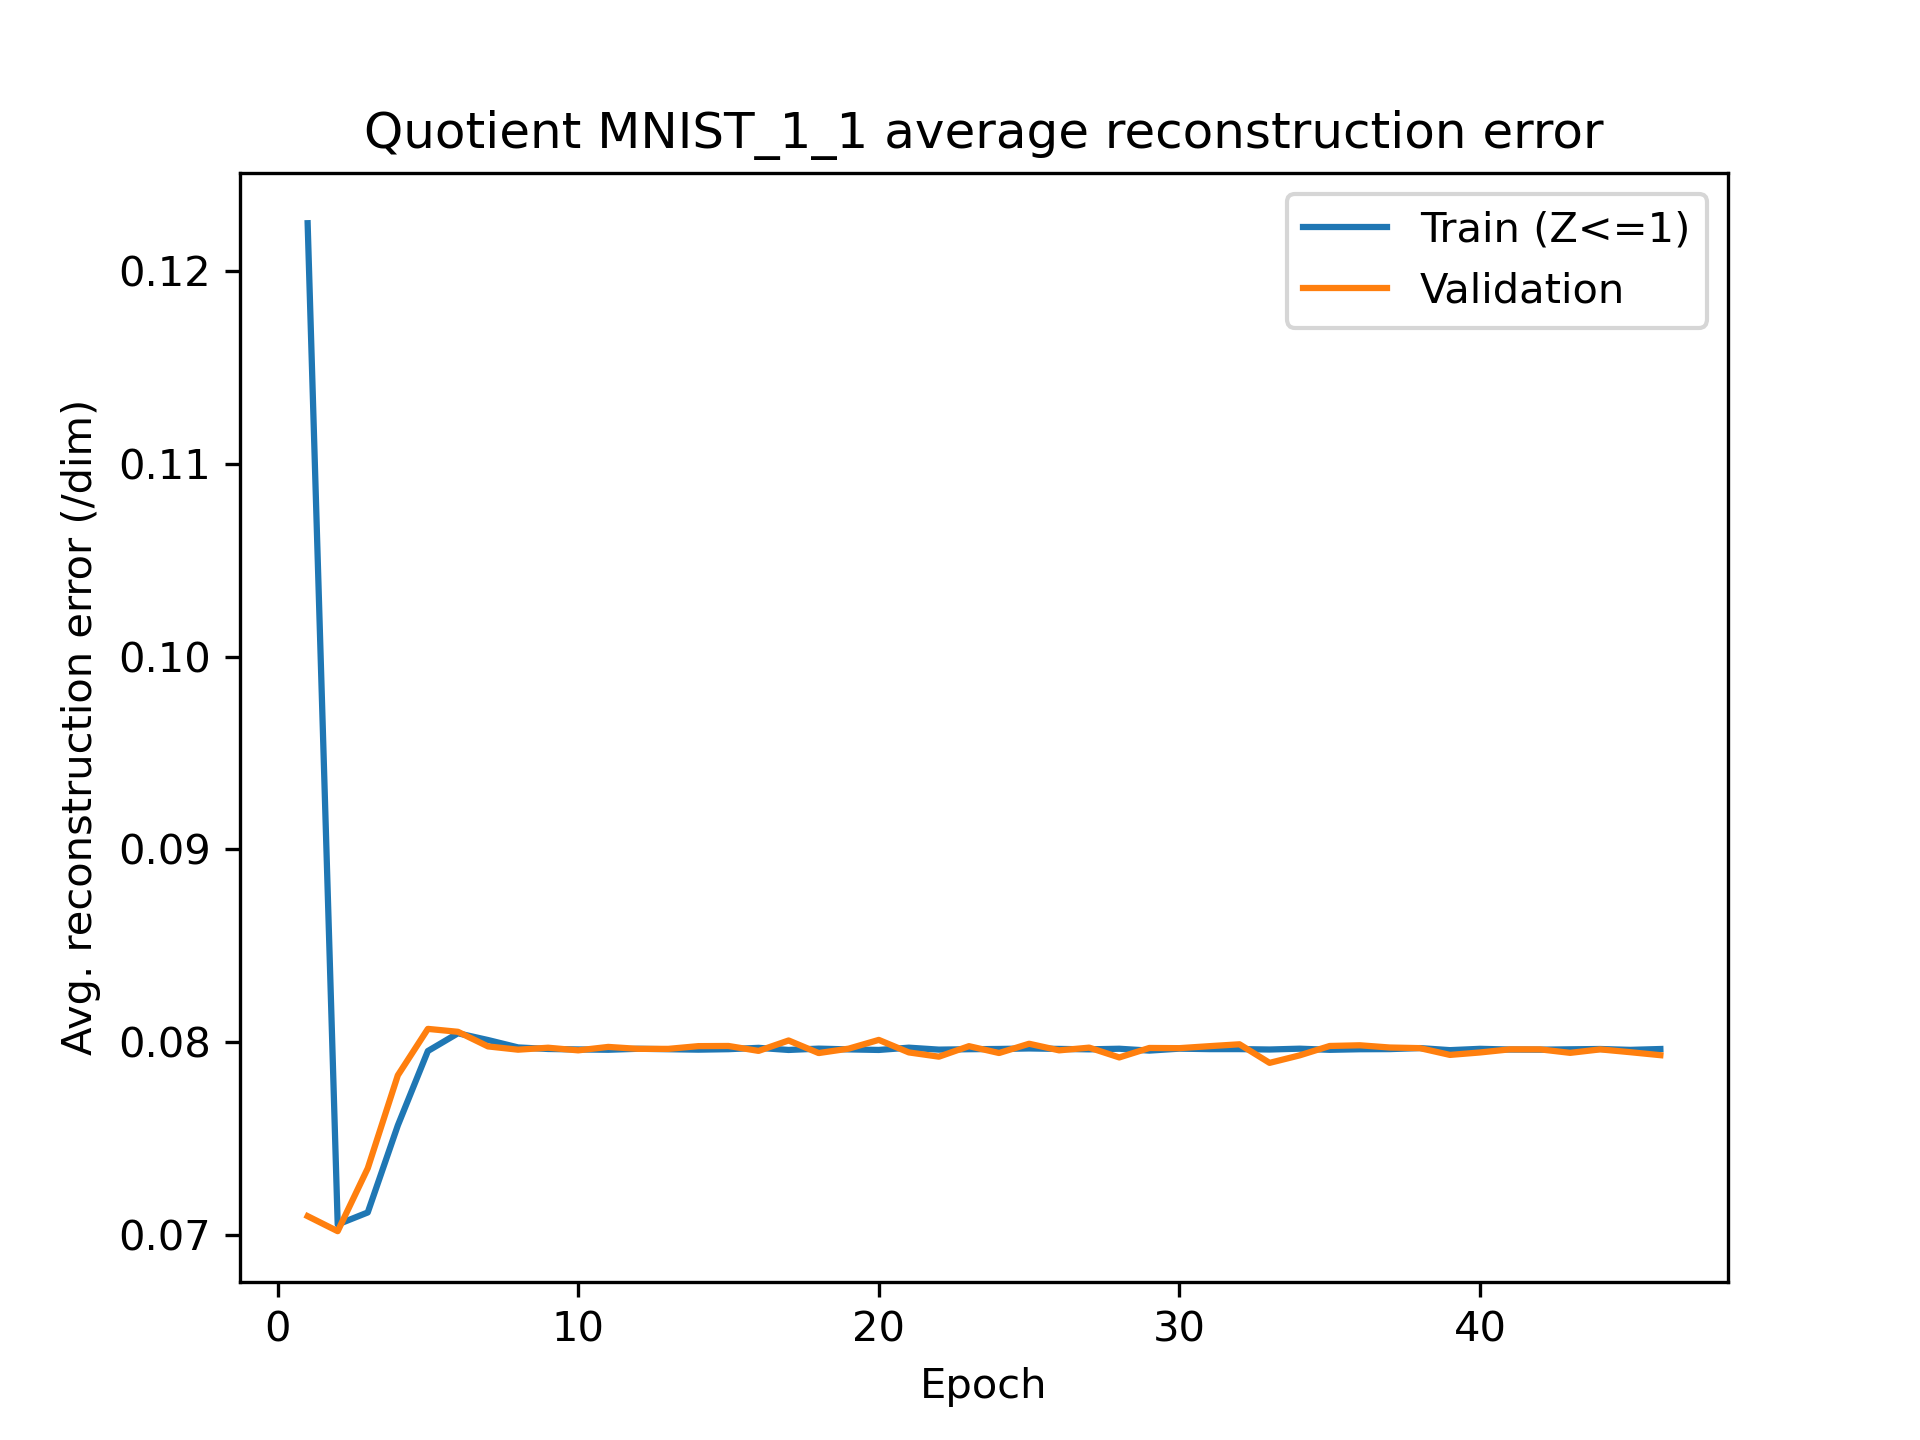 Quotient MNIST_1_1 average reconstruction error
Train (Z<=1)
Validation
Avg. reconstruction error (/dim)
0.12
0.11
0.10
0.09
0.08
0.07
0 10 20 30 40
Epoch